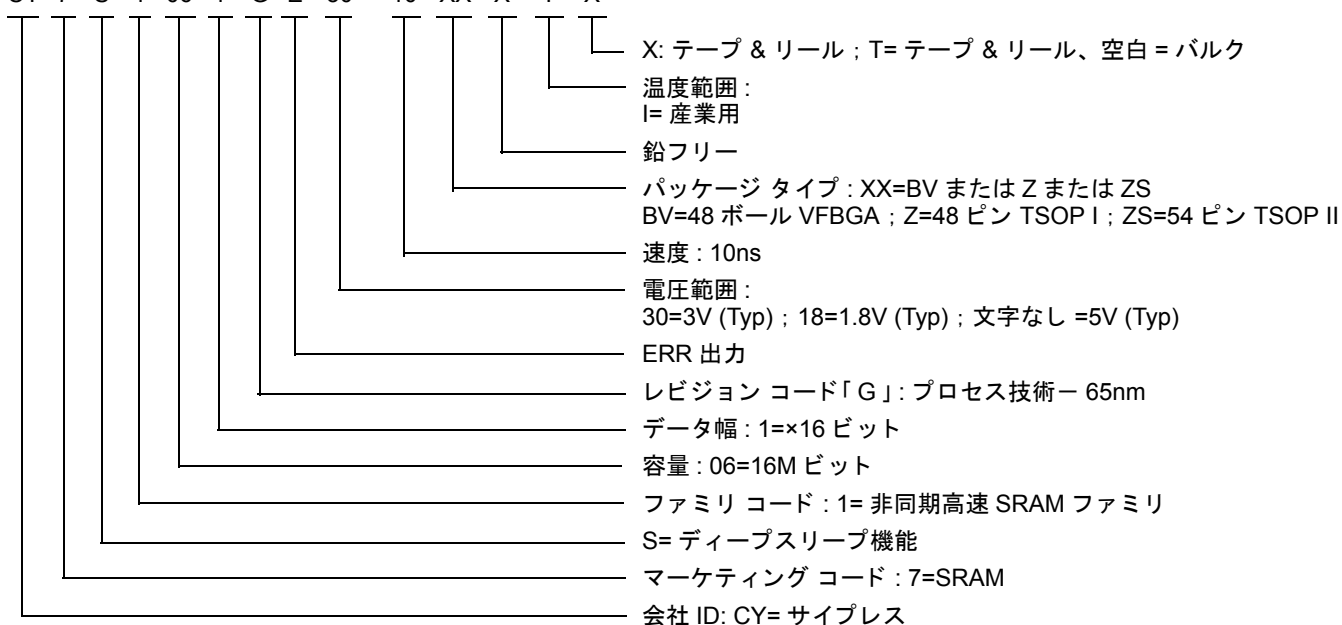 X: テープ & リール ; T= テープ & リール、空白 = バルク
温度範囲 :
I= 産業用
鉛フリー
パッケージ タイプ : XX=BV または Z または ZS
BV=48 ボール VFBGA ; Z=48 ピン TSOP I ; ZS=54 ピン TSOP II
速度 : 10ns
電圧範囲 :
30=3V (Typ) ; 18=1.8V (Typ) ; 文字なし =5V (Typ)
ERR 出力
レビジョン コード「 G 」: プロセス技術ー 65nm
データ幅 : 1=×16 ビット
容量 : 06=16M ビット
ファミリ コード : 1= 非同期高速 SRAM ファミリ
S= ディープスリープ機能
マーケティング コード : 7=SRAM
会社 ID: CY= サイプレス